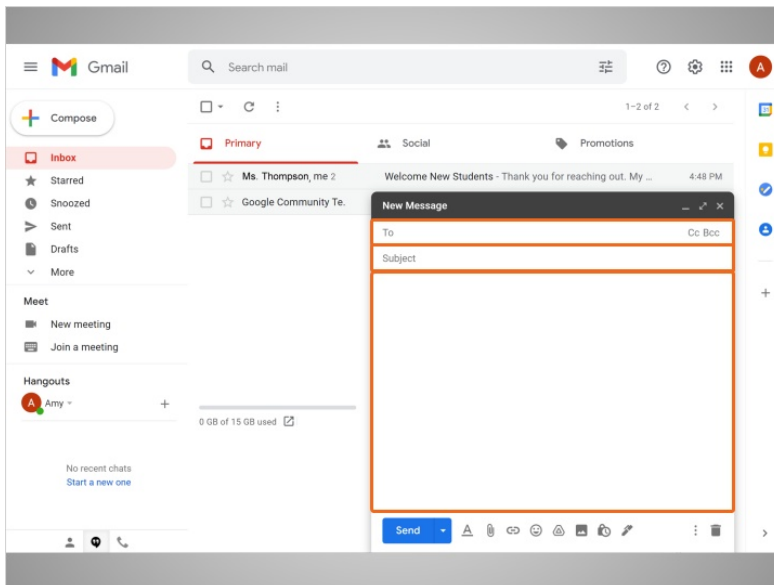 Gmail
Search mail
A
Compose
1–2 of 2
Primary
Social
Promotions
Inbox
Starred
Snoozed
Sent
Drafts
More
Ms. Thompson, me 2
Welcome New Students - Thank you for reaching out. My ...
4:48 PM
Google Community Te.
New Message
To
Cc Bcc
Subject
Meet
New meeting
Join a meeting
Hangouts
A
Amy
0 GB of 15 GB used
No recent chats
Start a new one
Send
A